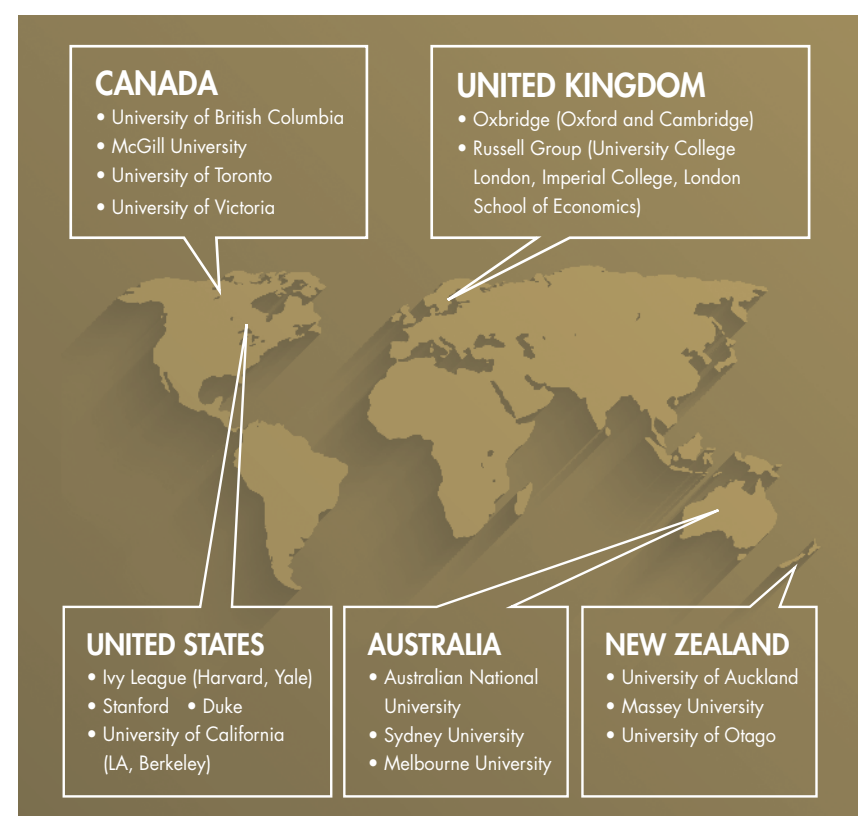 CANADA
• University of British Columbia
• McGill University
• University of Toronto
• University of Victoria
UNITED KINGDOM
• Oxbridge (Oxford and Cambridge)
• Russell Group (University College
London, Imperial College, London
School of Economics)
UNITED STATES
• Ivy League (Harvard, Yale)
• Stanford • Duke
• University of California
(LA, Berkeley)
AUSTRALIA
• Australian National
University
• Sydney University
• Melbourne University
NEW ZEALAND
• University of Auckland
• Massey University
• University of Otago